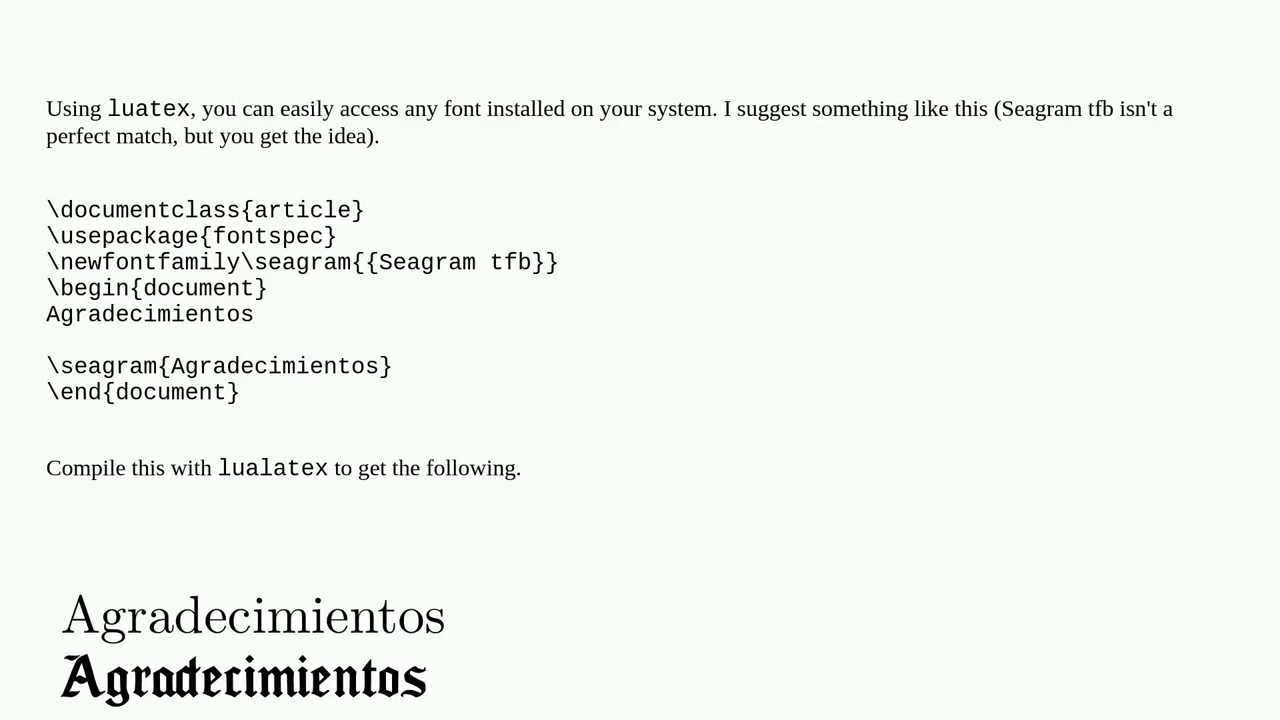 Using luatex, you can easily access any font installed on your system. I suggest something like this (Seagram tfb isn't a
perfect match, but you get the idea).
\documentclass{article}
\usepackage{fontspec}
\newfontfamily\seagram{{Seagram tfb}}
\begin{document}
Agradecimientos
\seagram{Agradecimientos}
\end{document}
Compile this with lualatex to get the following.
Agradecimientos
Agradecimientos